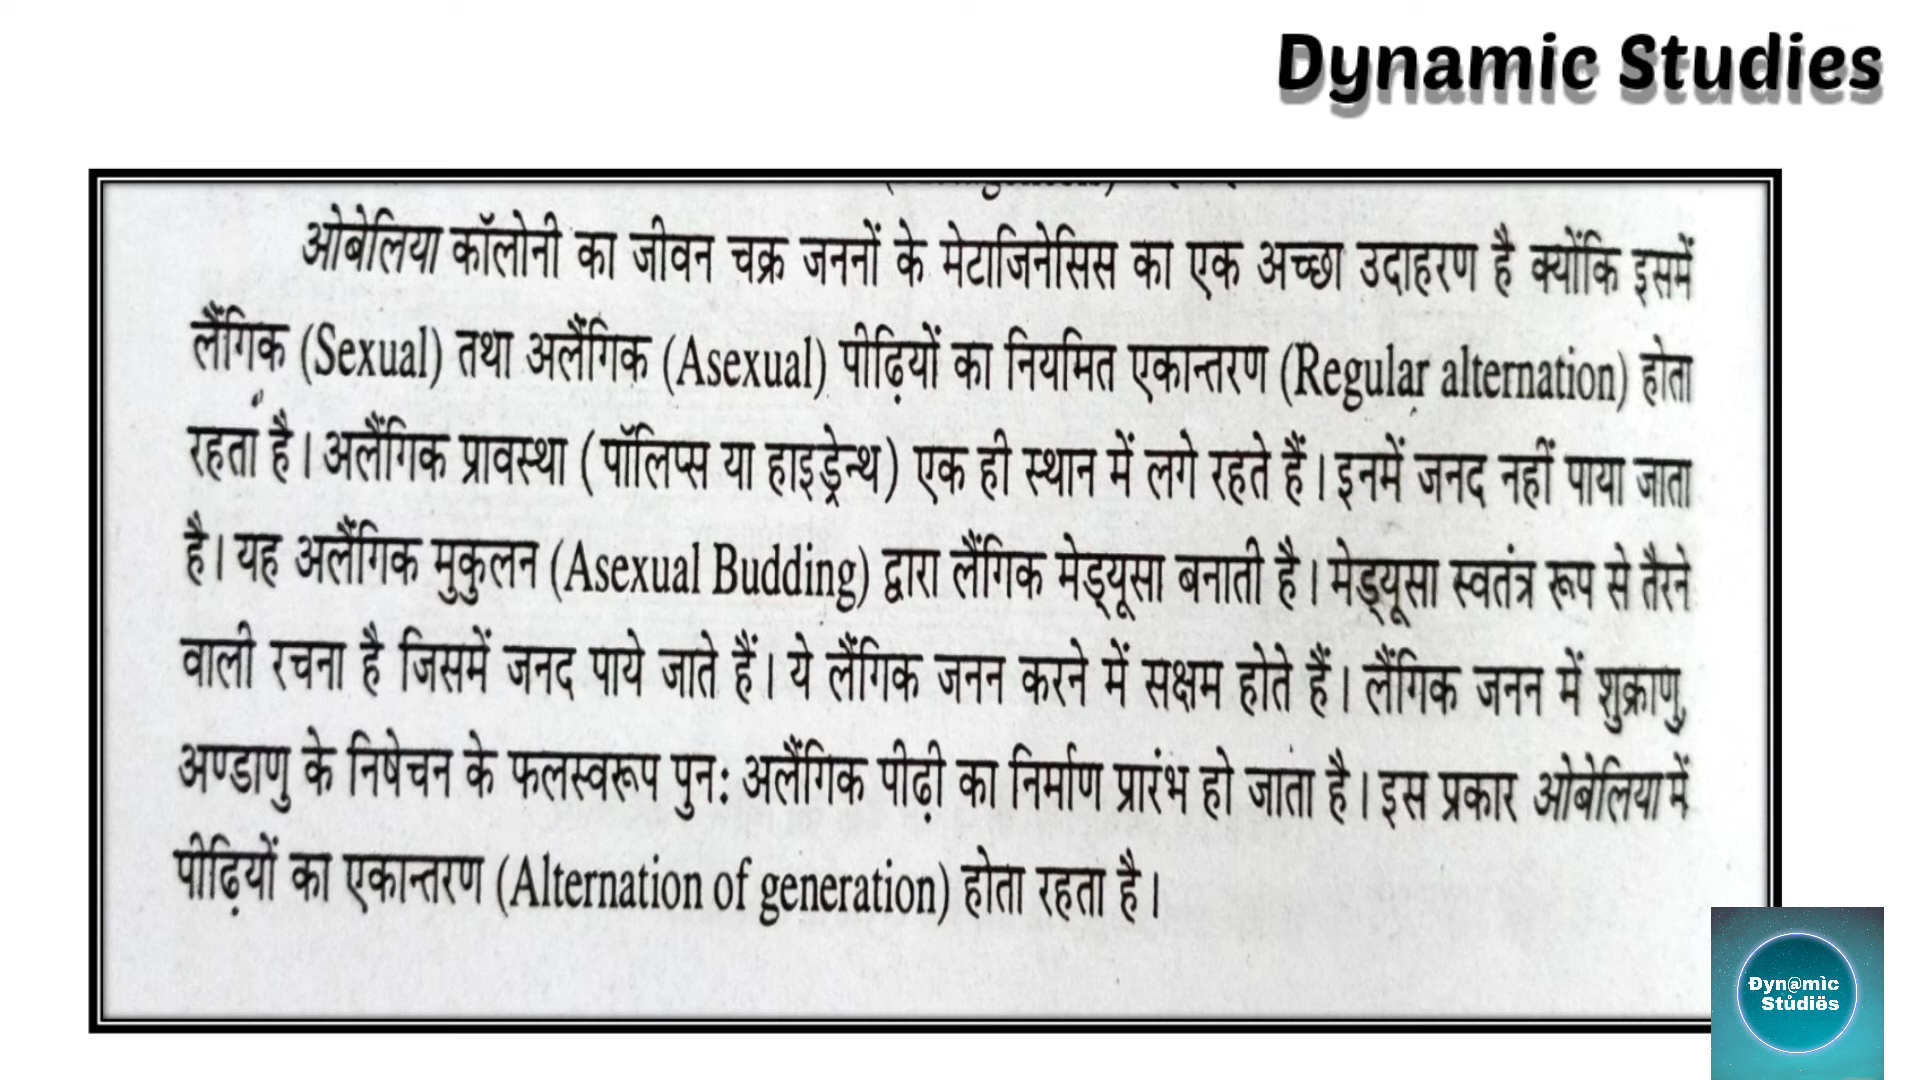 Dynamic Studies
ओबेलिया कॉलोनी का जीवन चक्र जननों के मेटाजिनेसिस का एक अच्छा उदाहरण है क्योंकि इसमें
लैंगिक (Sexual) तथा अलैंगिक (Asexual) पीढ़ियों का नियमित एकान्तरण (Regular alternation) होता
रहता है। अलैंगिक प्रावस्था (पॉलिप्स या हाइड्रेन्थ) एक ही स्थान में लगे रहते हैं। इनमें जनद नहीं पाया जाता
है। यह अलैंगिक मुकुलन (Asexual Budding) द्वारा लैंगिक मेड्यूसा बनाती है। मेड्यूसा स्वतंत्र रूप से तैरने
वाली रचना है जिसमें जनद पाये जाते हैं। ये लैंगिक जनन करने में सक्षम होते हैं। लैंगिक जनन में शुक्राणु,
अण्डाणु के निषेचन के फलस्वरूप पुन: अलैंगिक पीढ़ी का निर्माण प्रारंभ हो जाता है। इस प्रकार ओबेलिया में
पीढ़ियों का एकान्तरण (Alternation of generation) होता रहता है।
Ðyn@mìc
Stůdiës